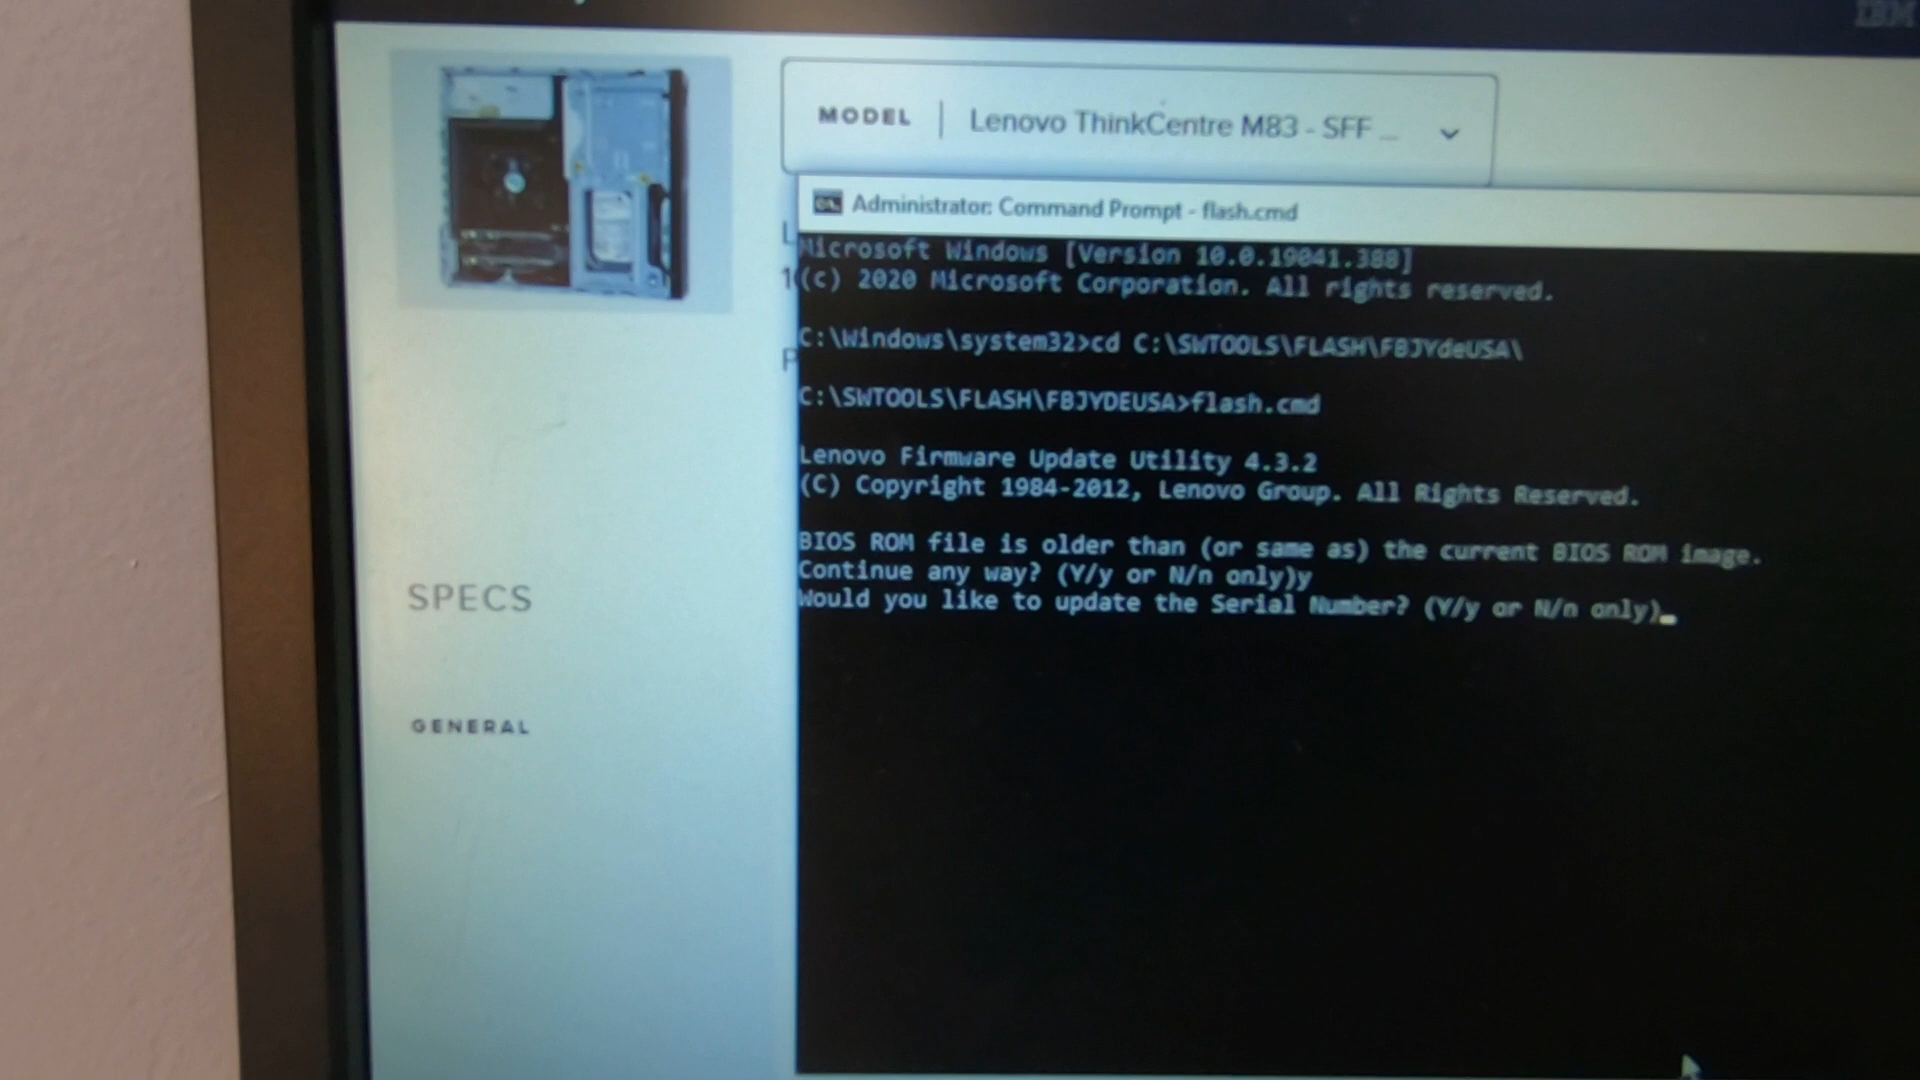 IBM
MODEL | Lenovo ThinkCentre M83 - SFF ...
Administrator: Command Prompt - flash.cmd
Microsoft Windows [Version 10.0.19041.388]
(c) 2020 Microsoft Corporation. All rights reserved.
C:\Windows\system32>cd C:\SWTOOLS\FLASH\FBJYdeUSA\
C:\SWTOOLS\FLASH\FBJYDEUSA>flash.cmd
Lenovo Firmware Update Utility 4.3.2
(C) Copyright 1984-2012, Lenovo Group. All Rights Reserved.
BIOS ROM file is older than (or same as) the current BIOS ROM image.
Continue any way? (Y/y or N/n only)y
Would you like to update the Serial Number? (Y/y or N/n only)
SPECS
GENERAL